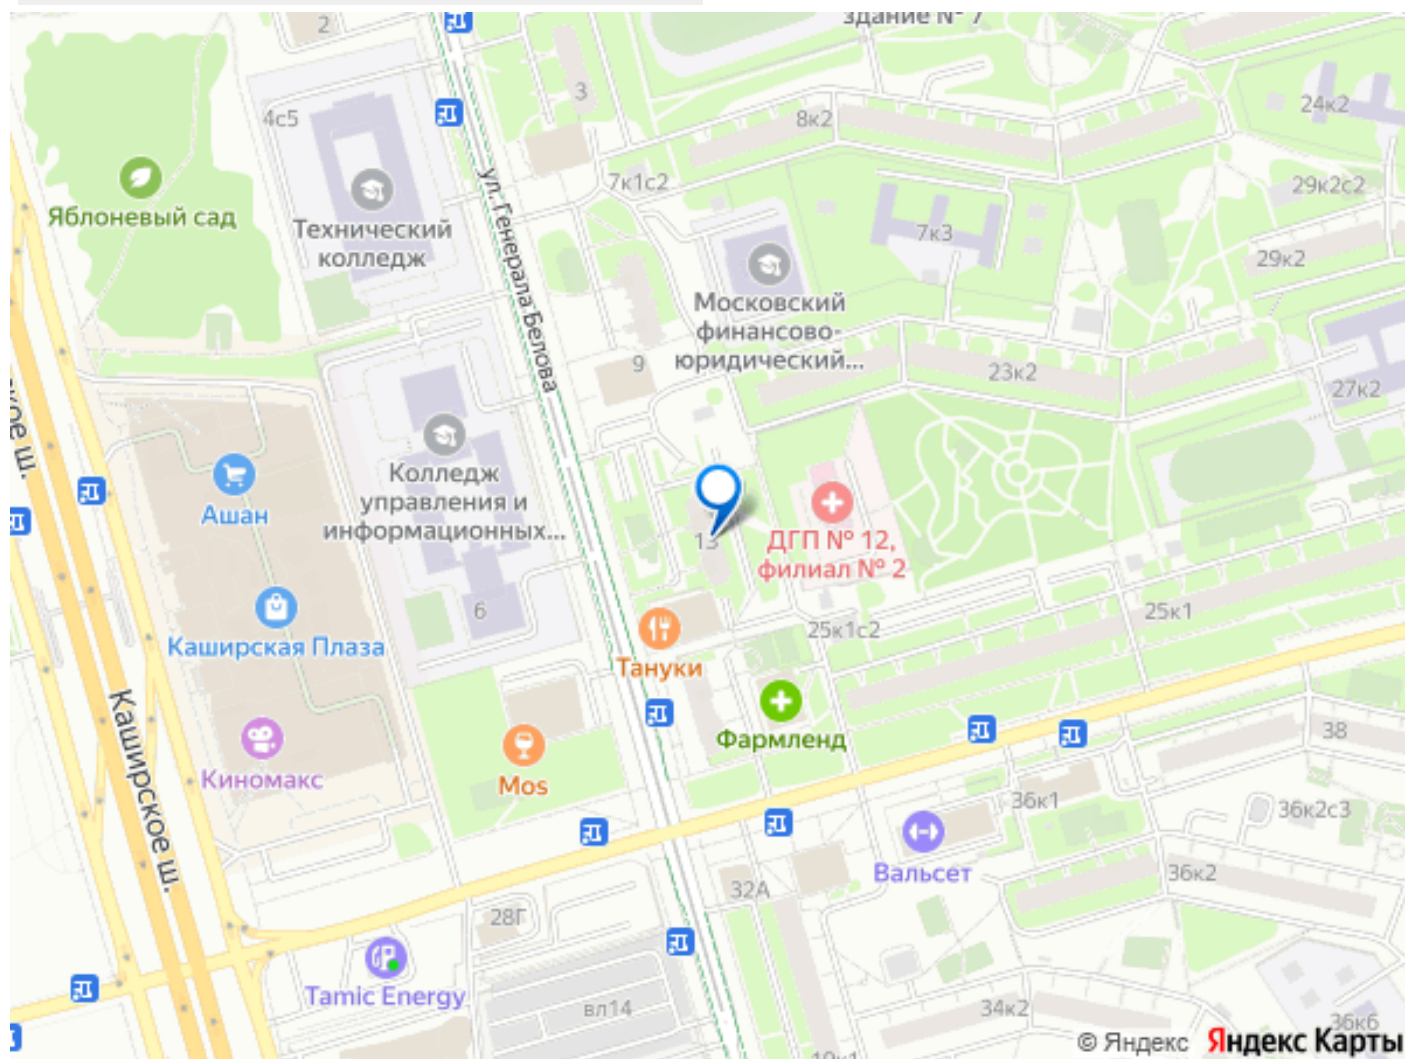 2
здание № 7
3
4с5
8к2
24к2
7к1с2
29к2с2
Яблоневый сад
Технический
колледж
ул. Генерала Белова
7к3
29к2
Московский
финансово-
юридический...
9
23к2
27к2
ское ш.
Ашан
Колледж
управления и
информационных...
13
ДГП № 12,
филиал № 2
6
25к1
25к1с2
Каширская Плаза
Тануки
Каширское ш.
Фармленд
38
Киномакс
Mos
36к1
36к2с3
Вальсет
36к2
32А
28Г
Tamic Energy
вл14
34к2
36к6
19к1
© Яндекс Яндекс Карты